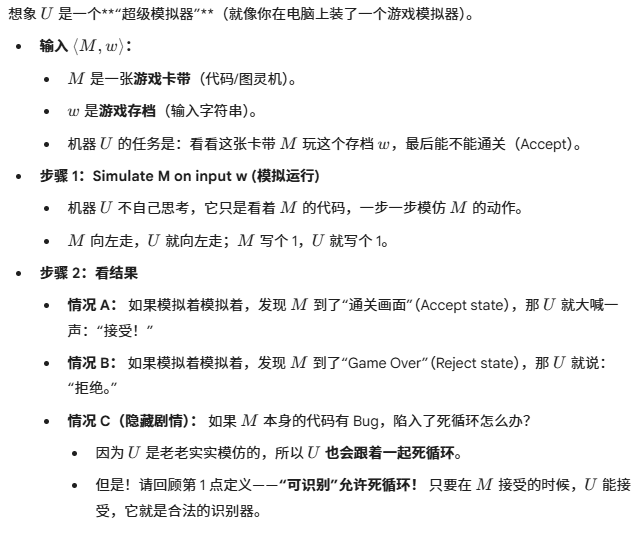 想象 U 是一个**“超级模拟器”**（就像你在电脑上装了一个游戏模拟器）。
• 输入 ⟨M, w⟩：
• M 是一张游戏卡带（代码/图灵机）。
• w 是游戏存档（输入字符串）。
• 机器 U 的任务是：看看这张卡带 M 玩这个存档 w，最后能不能通关（Accept）。
• 步骤 1：Simulate M on input w (模拟运行)
• 机器 U 不自己思考，它只是看着 M 的代码，一步一步模仿 M 的动作。
• M 向左走，U 就向左走；M 写个 1，U 就写个 1。
• 步骤 2：看结果
• 情况 A： 如果模拟着模拟着，发现 M 到了“通关画面”（Accept state），那 U 就大喊一
声：“接受！”
• 情况 B： 如果模拟着模拟着，发现 M 到了“Game Over”（Reject state），那 U 就说：
“拒绝。”
• 情况 C（隐藏剧情）： 如果 M 本身的代码有 Bug，陷入了死循环怎么办？
• 因为 U 是老老实实模仿的，所以 U 也会跟着一起死循环。
• 但是！请回顾第 1 点定义——“可识别”允许死循环！ 只要在 M 接受的时候，U 能接
受，它就是合法的识别器。